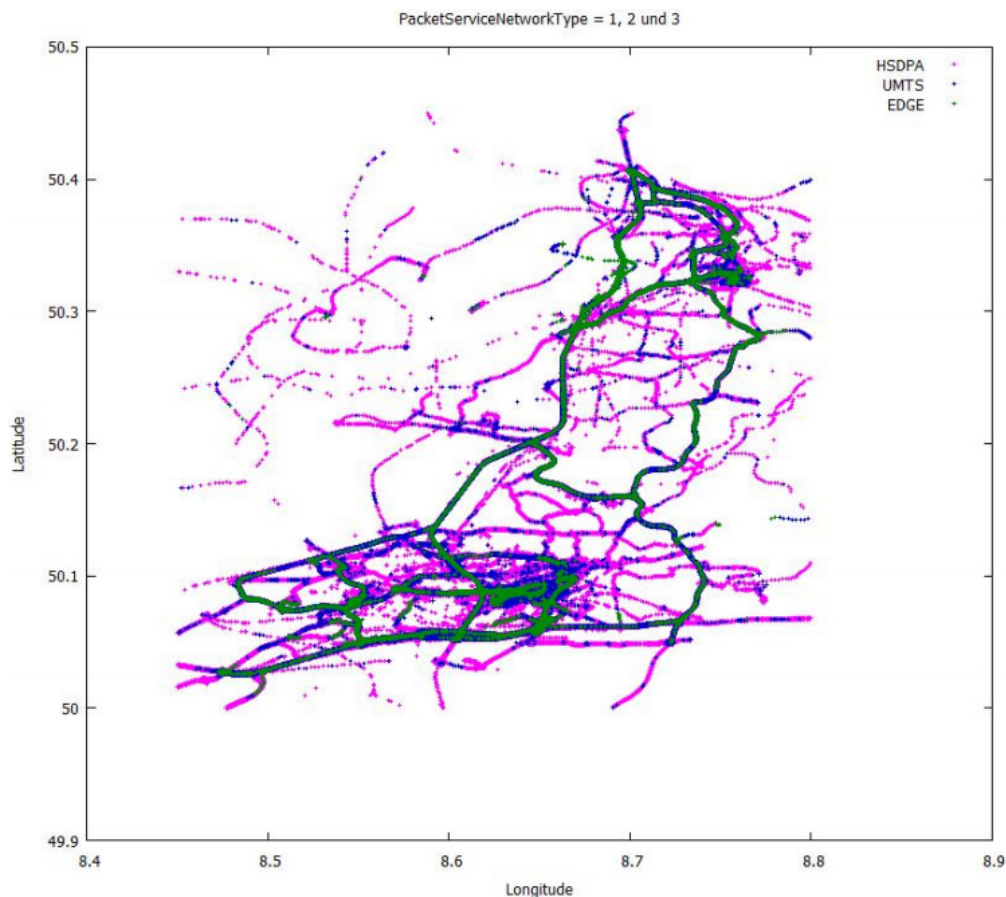 PacketServiceNetworkType = 1, 2 und 3
50.5
HSDPA
UMTS
EDGE
50.4
50.3
Latitude
50.2
50.1
50
49.9
8.4 8.5 8.6 8.7 8.8 8.9
Longitude